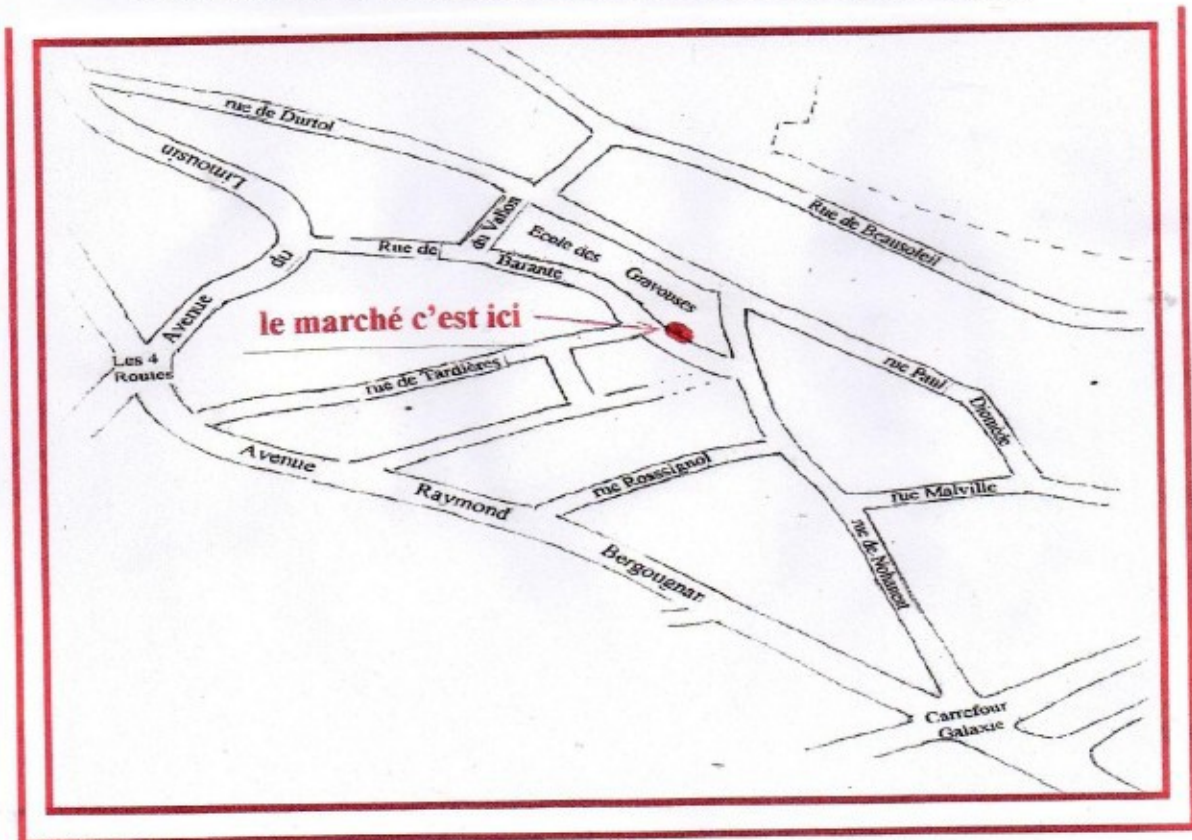 rue de Durtol
Limousin
du
Avenue
Rue de
du Vallon
Barante
Ecole des
Gravouses
Rue de Beausoleil
le marché c'est ici
Les 4
Routes
rue de Tardières
rue Paul
Diomède
Avenue
Raymond
Bergougnan
rue Rosssignol
rue Malville
rue de Nohanent
Carrefour
Galaxie